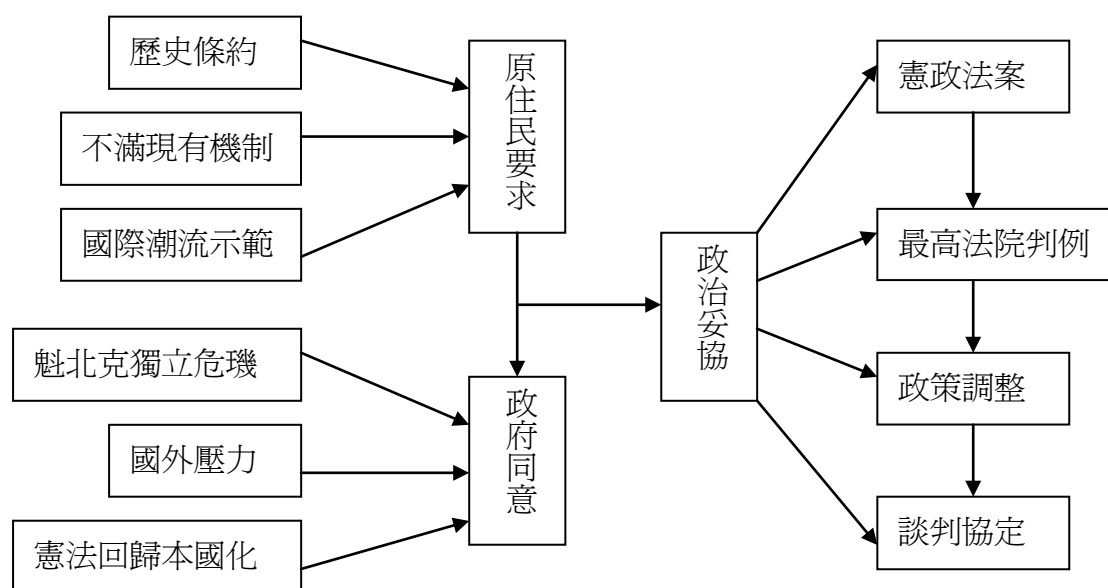 歷史條約
不滿現有機制
國際潮流示範
魁北克獨立危璣
國外壓力
憲法回歸本國化
原住民要求
政府同意
政治妥協
憲政法案
最高法院判例
政策調整
談判協定